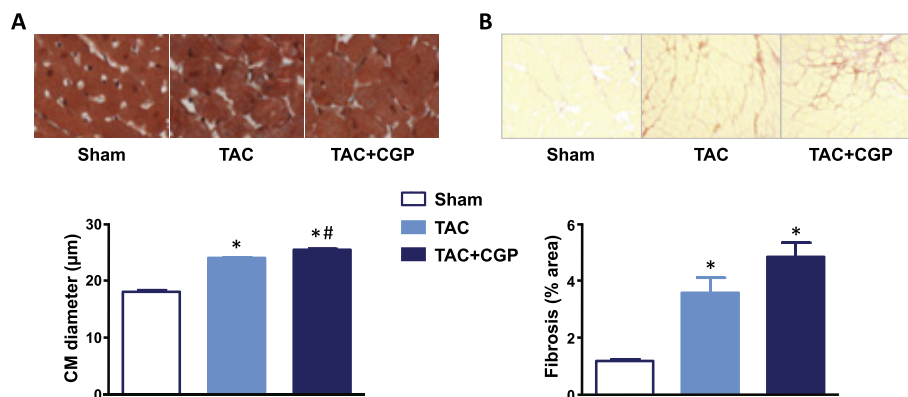 A
B
Sham TAC TAC+CGP
Sham TAC TAC+CGP
Sham
TAC
TAC+CGP
CM diameter (µm)
30
20
10
0
*
*#
Fibrosis (% area)
6
4
2
0
*
*